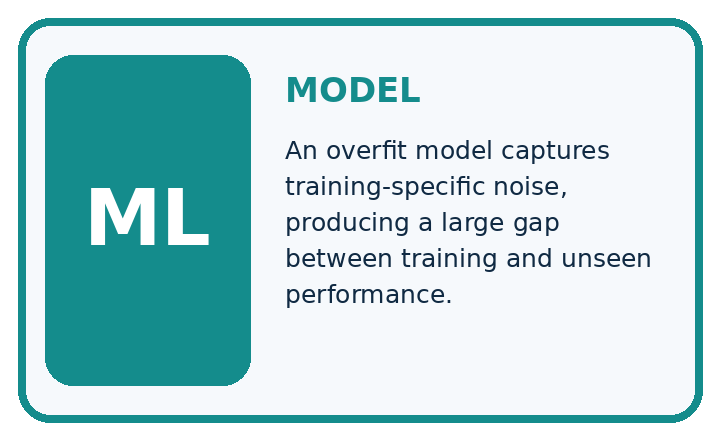 ML
MODEL
An overfit model captures
training-specific noise,
producing a large gap
between training and unseen
performance.